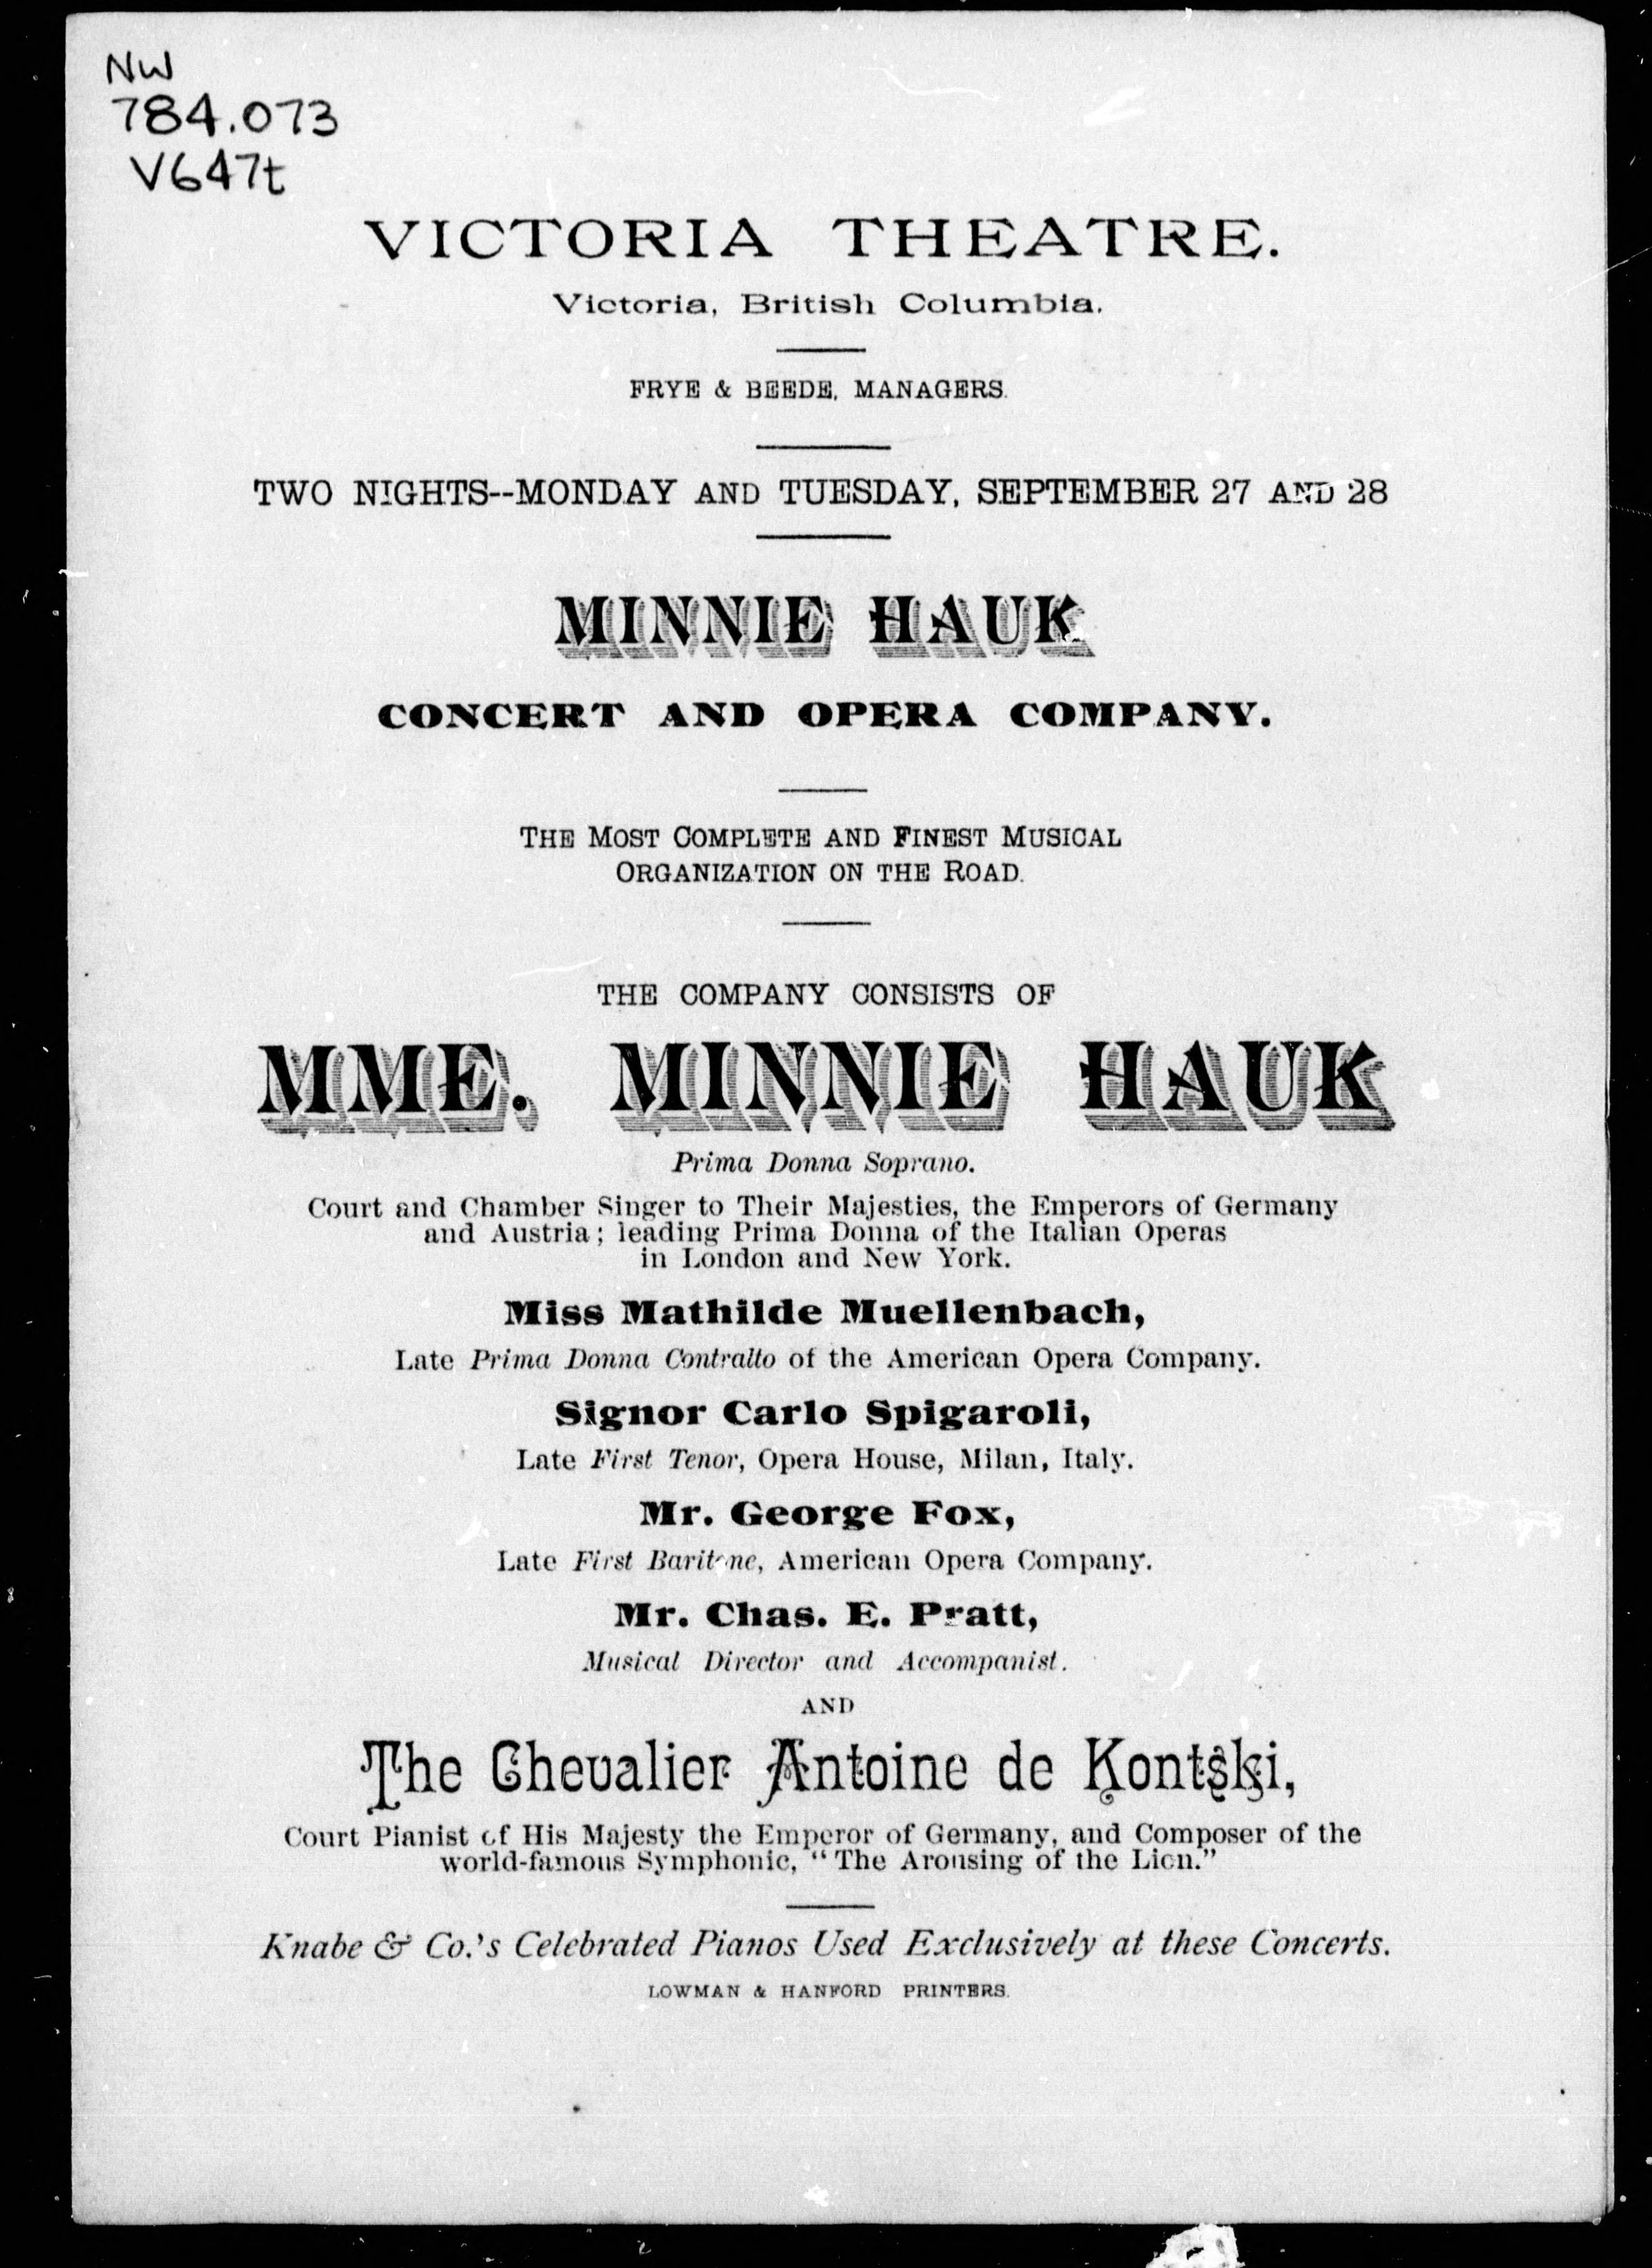 NW
784.073
V647t
VICTORIA THEATRE.
Victoria, British Columbia.
FRYE & BEEDE, MANAGERS.
TWO NIGHTS--MONDAY AND TUESDAY, SEPTEMBER 27 AND 28
MINNIE HAUK
CONCERT AND OPERA COMPANY.
THE MOST COMPLETE AND FINEST MUSICAL
ORGANIZATION ON THE ROAD.
THE COMPANY CONSISTS OF
MME. MINNIE HAUK
Prima Donna Soprano.
Court and Chamber Singer to Their Majesties, the Emperors of Germany
and Austria; leading Prima Donna of the Italian Operas
in London and New York.
Miss Mathilde Muellenbach,
Late Prima Donna Contralto of the American Opera Company.
Signor Carlo Spigaroli,
Late First Tenor, Opera House, Milan, Italy.
Mr. George Fox,
Late First Baritone, American Opera Company.
Mr. Chas. E. Pratt,
Musical Director and Accompanist.
AND
The Chevalier Antoine de Kontski,
Court Pianist of His Majesty the Emperor of Germany, and Composer of the
world-famous Symphonic, "The Arousing of the Lion."
Knabe & Co.'s Celebrated Pianos Used Exclusively at these Concerts.
LOWMAN & HANFORD PRINTERS.